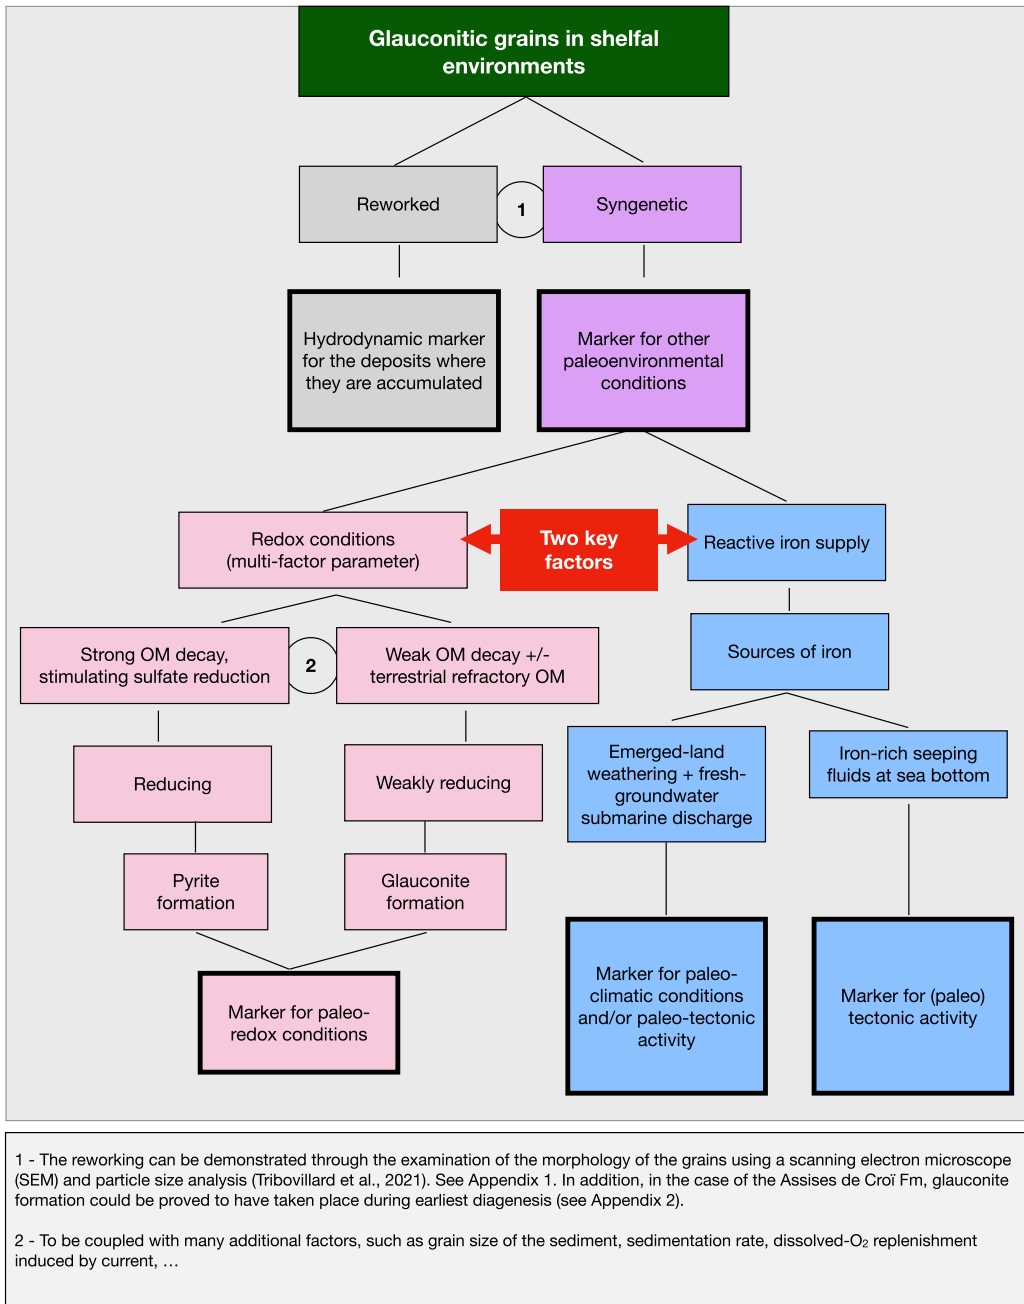 Glauconitic grains in shelfal
environments
Reworked
1
Syngenetic
Hydrodynamic marker
for the deposits where
they are accumulated
Marker for other
paleoenvironmental
conditions
Redox conditions
(multi-factor parameter)
Two key
factors
Reactive iron supply
Strong OM decay,
stimulating sulfate reduction
2
Weak OM decay +/-
terrestrial refractory OM
Sources of iron
Reducing
Weakly reducing
Emerged-land
weathering + fresh-
groundwater
submarine discharge
Iron-rich seeping
fluids at sea bottom
Pyrite
formation
Glauconite
formation
Marker for paleo-
redox conditions
Marker for paleo-
climatic conditions
and/or paleo-tectonic
activity
Marker for (paleo)
tectonic activity
1 - The reworking can be demonstrated through the examination of the morphology of the grains using a scanning electron microscope
(SEM) and particle size analysis (Tribovillard et al., 2021). See Appendix 1. In addition, in the case of the Assises de Croï Fm, glauconite
formation could be proved to have taken place during earliest diagenesis (see Appendix 2).
2 - To be coupled with many additional factors, such as grain size of the sediment, sedimentation rate, dissolved-O₂ replenishment
induced by current, …